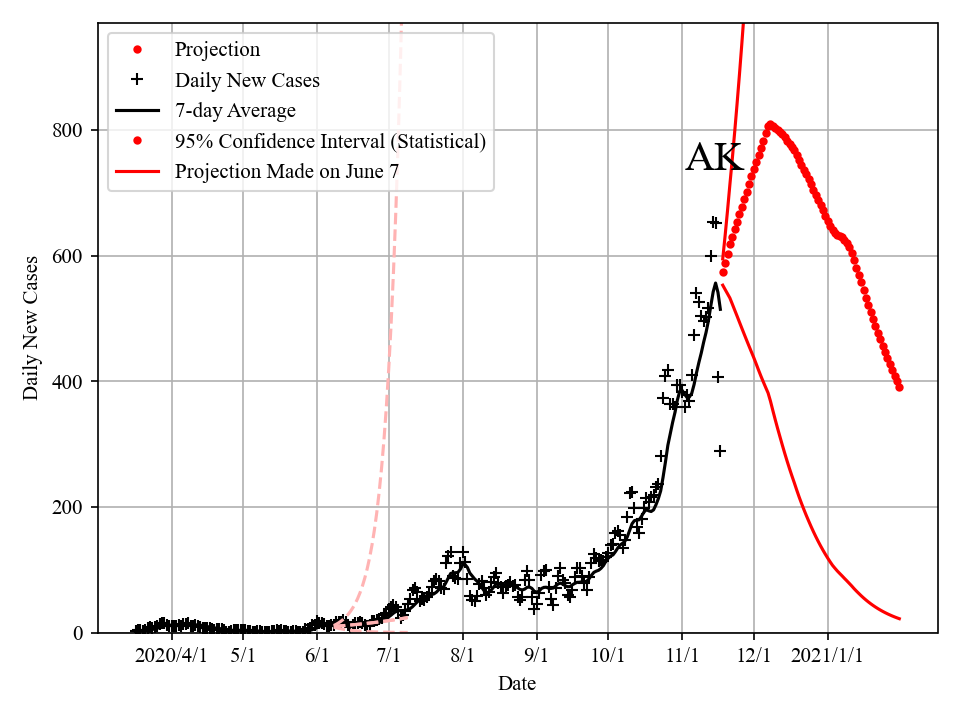 Projection
Daily New Cases
7-day Average
95% Confidence Interval (Statistical)
Projection Made on June 7
AK
800
600
400
200
0
Daily New Cases
2020/4/1 5/1 6/1 7/1 8/1 9/1 10/1 11/1 12/1 2021/1/1
Date